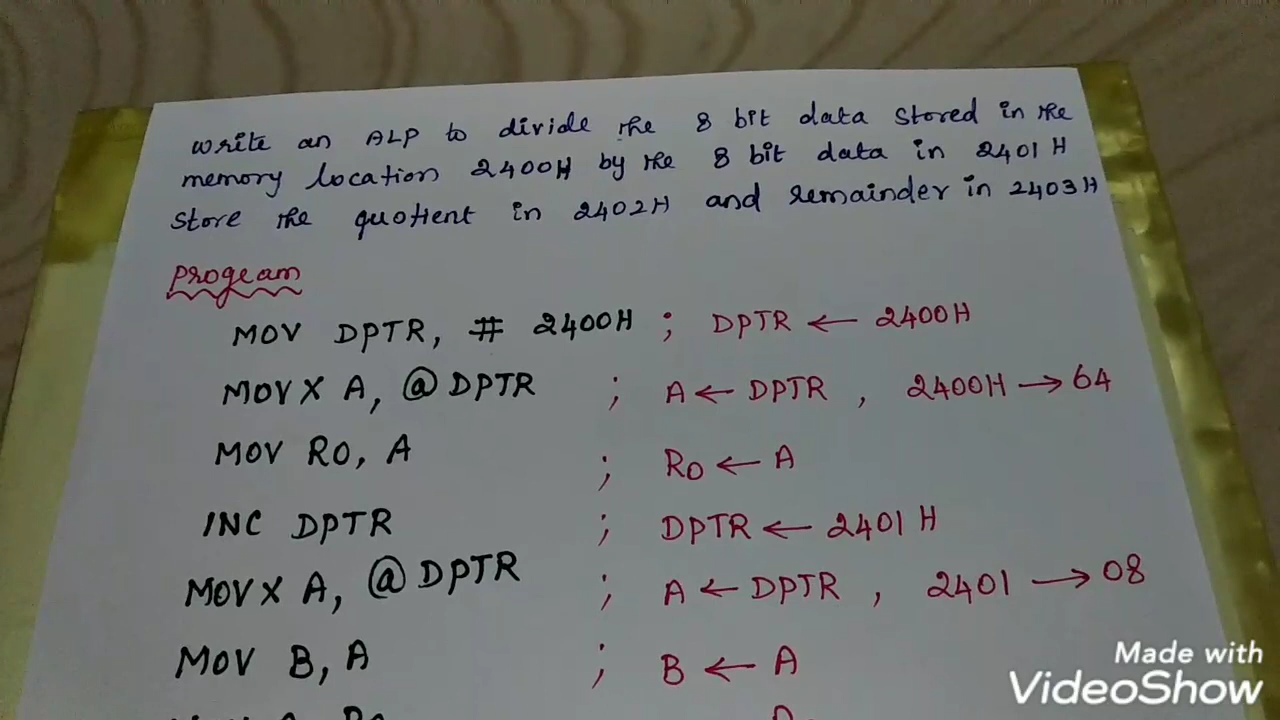 write an ALP to divide the 8 bit data stored in the
memory location 2400H by the 8 bit data in 2401 H
store the quotient in 2402H and remainder in 2403H
Program
MOV DPTR, # 2400H ; DPTR ← 2400H
MOVX A, @ DPTR ; A ← DPTR , 2400H → 64
MOV R0, A ; R0 ← A
INC DPTR ; DPTR ← 2401 H
MOVX A, @ DPTR ; A ← DPTR , 2401 → 08
MOV B, A ; B ← A
Made with
VideoShow